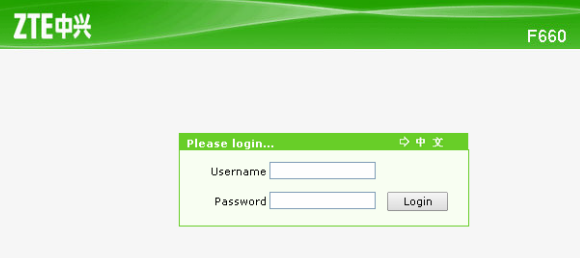 ZTE中兴
F660
Please login... ⇨ 中 文
Username
Password Login